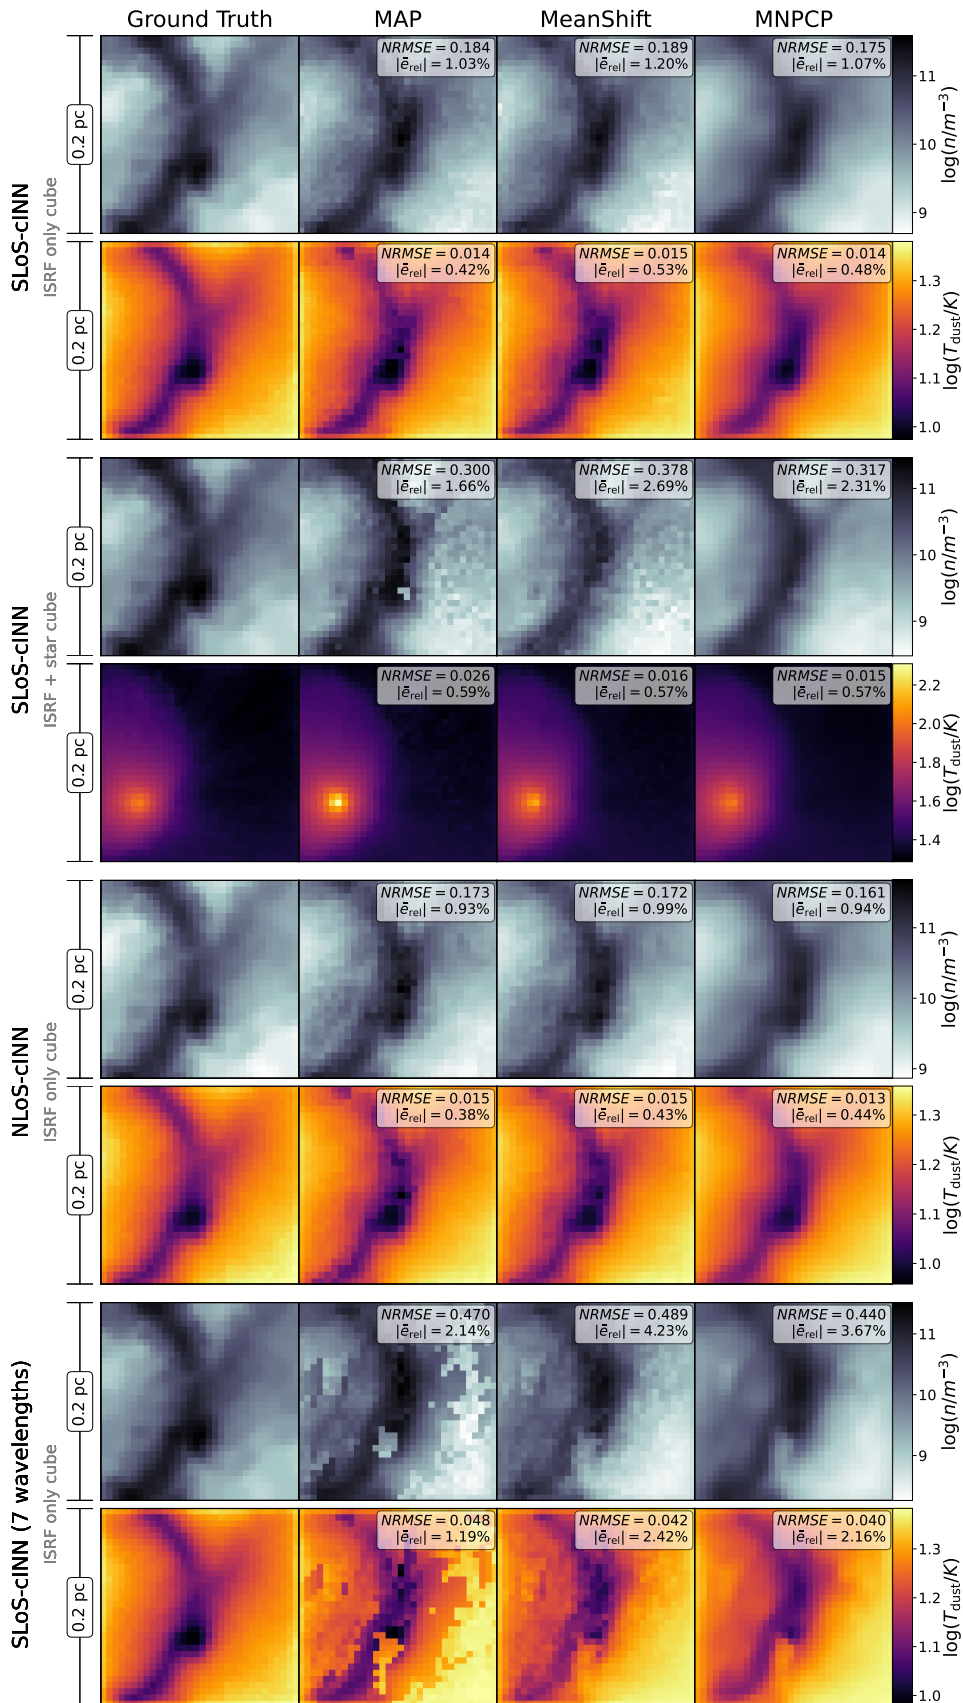 Ground Truth MAP MeanShift MNPCP
SLoS-cINN
ISRF only cube
0.2 pc
NRMSE = 0.184
|ē_rel| = 1.03%
NRMSE = 0.189
|ē_rel| = 1.20%
NRMSE = 0.175
|ē_rel| = 1.07%
11
10
9
log(n/m⁻³)
0.2 pc
NRMSE = 0.014
|ē_rel| = 0.42%
NRMSE = 0.015
|ē_rel| = 0.53%
NRMSE = 0.014
|ē_rel| = 0.48%
1.3
1.2
1.1
1.0
log(T_dust/K)
SLoS-cINN
ISRF + star cube
0.2 pc
NRMSE = 0.300
|ē_rel| = 1.66%
NRMSE = 0.378
|ē_rel| = 2.69%
NRMSE = 0.317
|ē_rel| = 2.31%
11
10
9
log(n/m⁻³)
0.2 pc
NRMSE = 0.026
|ē_rel| = 0.59%
NRMSE = 0.016
|ē_rel| = 0.57%
NRMSE = 0.015
|ē_rel| = 0.57%
2.2
2.0
1.8
1.6
1.4
log(T_dust/K)
NLoS-cINN
ISRF only cube
0.2 pc
NRMSE = 0.173
|ē_rel| = 0.93%
NRMSE = 0.172
|ē_rel| = 0.99%
NRMSE = 0.161
|ē_rel| = 0.94%
11
10
9
log(n/m⁻³)
0.2 pc
NRMSE = 0.015
|ē_rel| = 0.38%
NRMSE = 0.015
|ē_rel| = 0.43%
NRMSE = 0.013
|ē_rel| = 0.44%
1.3
1.2
1.1
1.0
log(T_dust/K)
SLoS-cINN (7 wavelengths)
ISRF only cube
0.2 pc
NRMSE = 0.470
|ē_rel| = 2.14%
NRMSE = 0.489
|ē_rel| = 4.23%
NRMSE = 0.440
|ē_rel| = 3.67%
11
10
9
log(n/m⁻³)
0.2 pc
NRMSE = 0.048
|ē_rel| = 1.19%
NRMSE = 0.042
|ē_rel| = 2.42%
NRMSE = 0.040
|ē_rel| = 2.16%
1.3
1.2
1.1
1.0
log(T_dust/K)